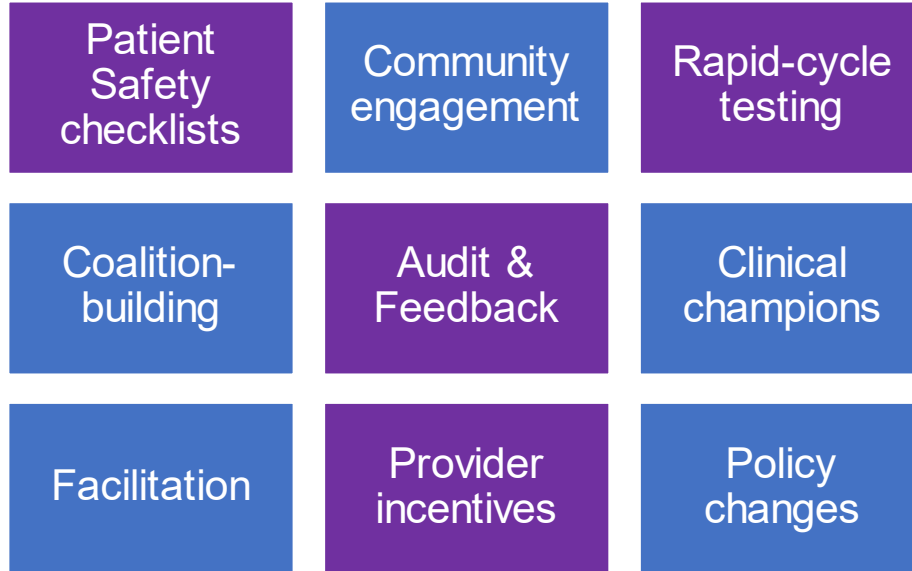 Patient
Safety
checklists
Community
engagement
Rapid-cycle
testing
Coalition-
building
Audit &
Feedback
Clinical
champions
Facilitation
Provider
incentives
Policy
changes